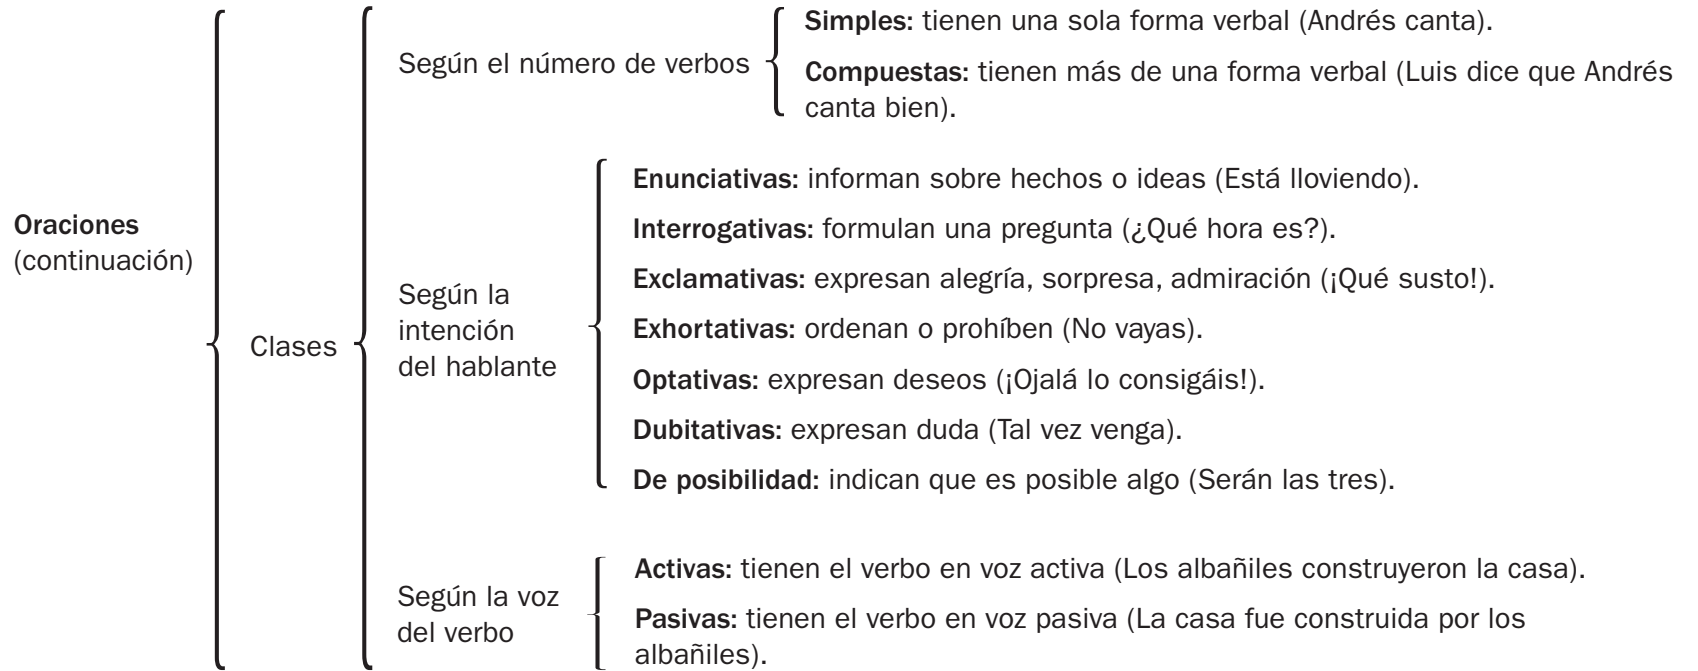 Oraciones
(continuación)
Clases
Según el número de verbos
Simples: tienen una sola forma verbal (Andrés canta).
Compuestas: tienen más de una forma verbal (Luis dice que Andrés
canta bien).
Según la
intención
del hablante
Enunciativas: informan sobre hechos o ideas (Está lloviendo).
Interrogativas: formulan una pregunta (¿Qué hora es?).
Exclamativas: expresan alegría, sorpresa, admiración (¡Qué susto!).
Exhortativas: ordenan o prohíben (No vayas).
Optativas: expresan deseos (¡Ojalá lo consigáis!).
Dubitativas: expresan duda (Tal vez venga).
De posibilidad: indican que es posible algo (Serán las tres).
Según la voz
del verbo
Activas: tienen el verbo en voz activa (Los albañiles construyeron la casa).
Pasivas: tienen el verbo en voz pasiva (La casa fue construida por los
albañiles).